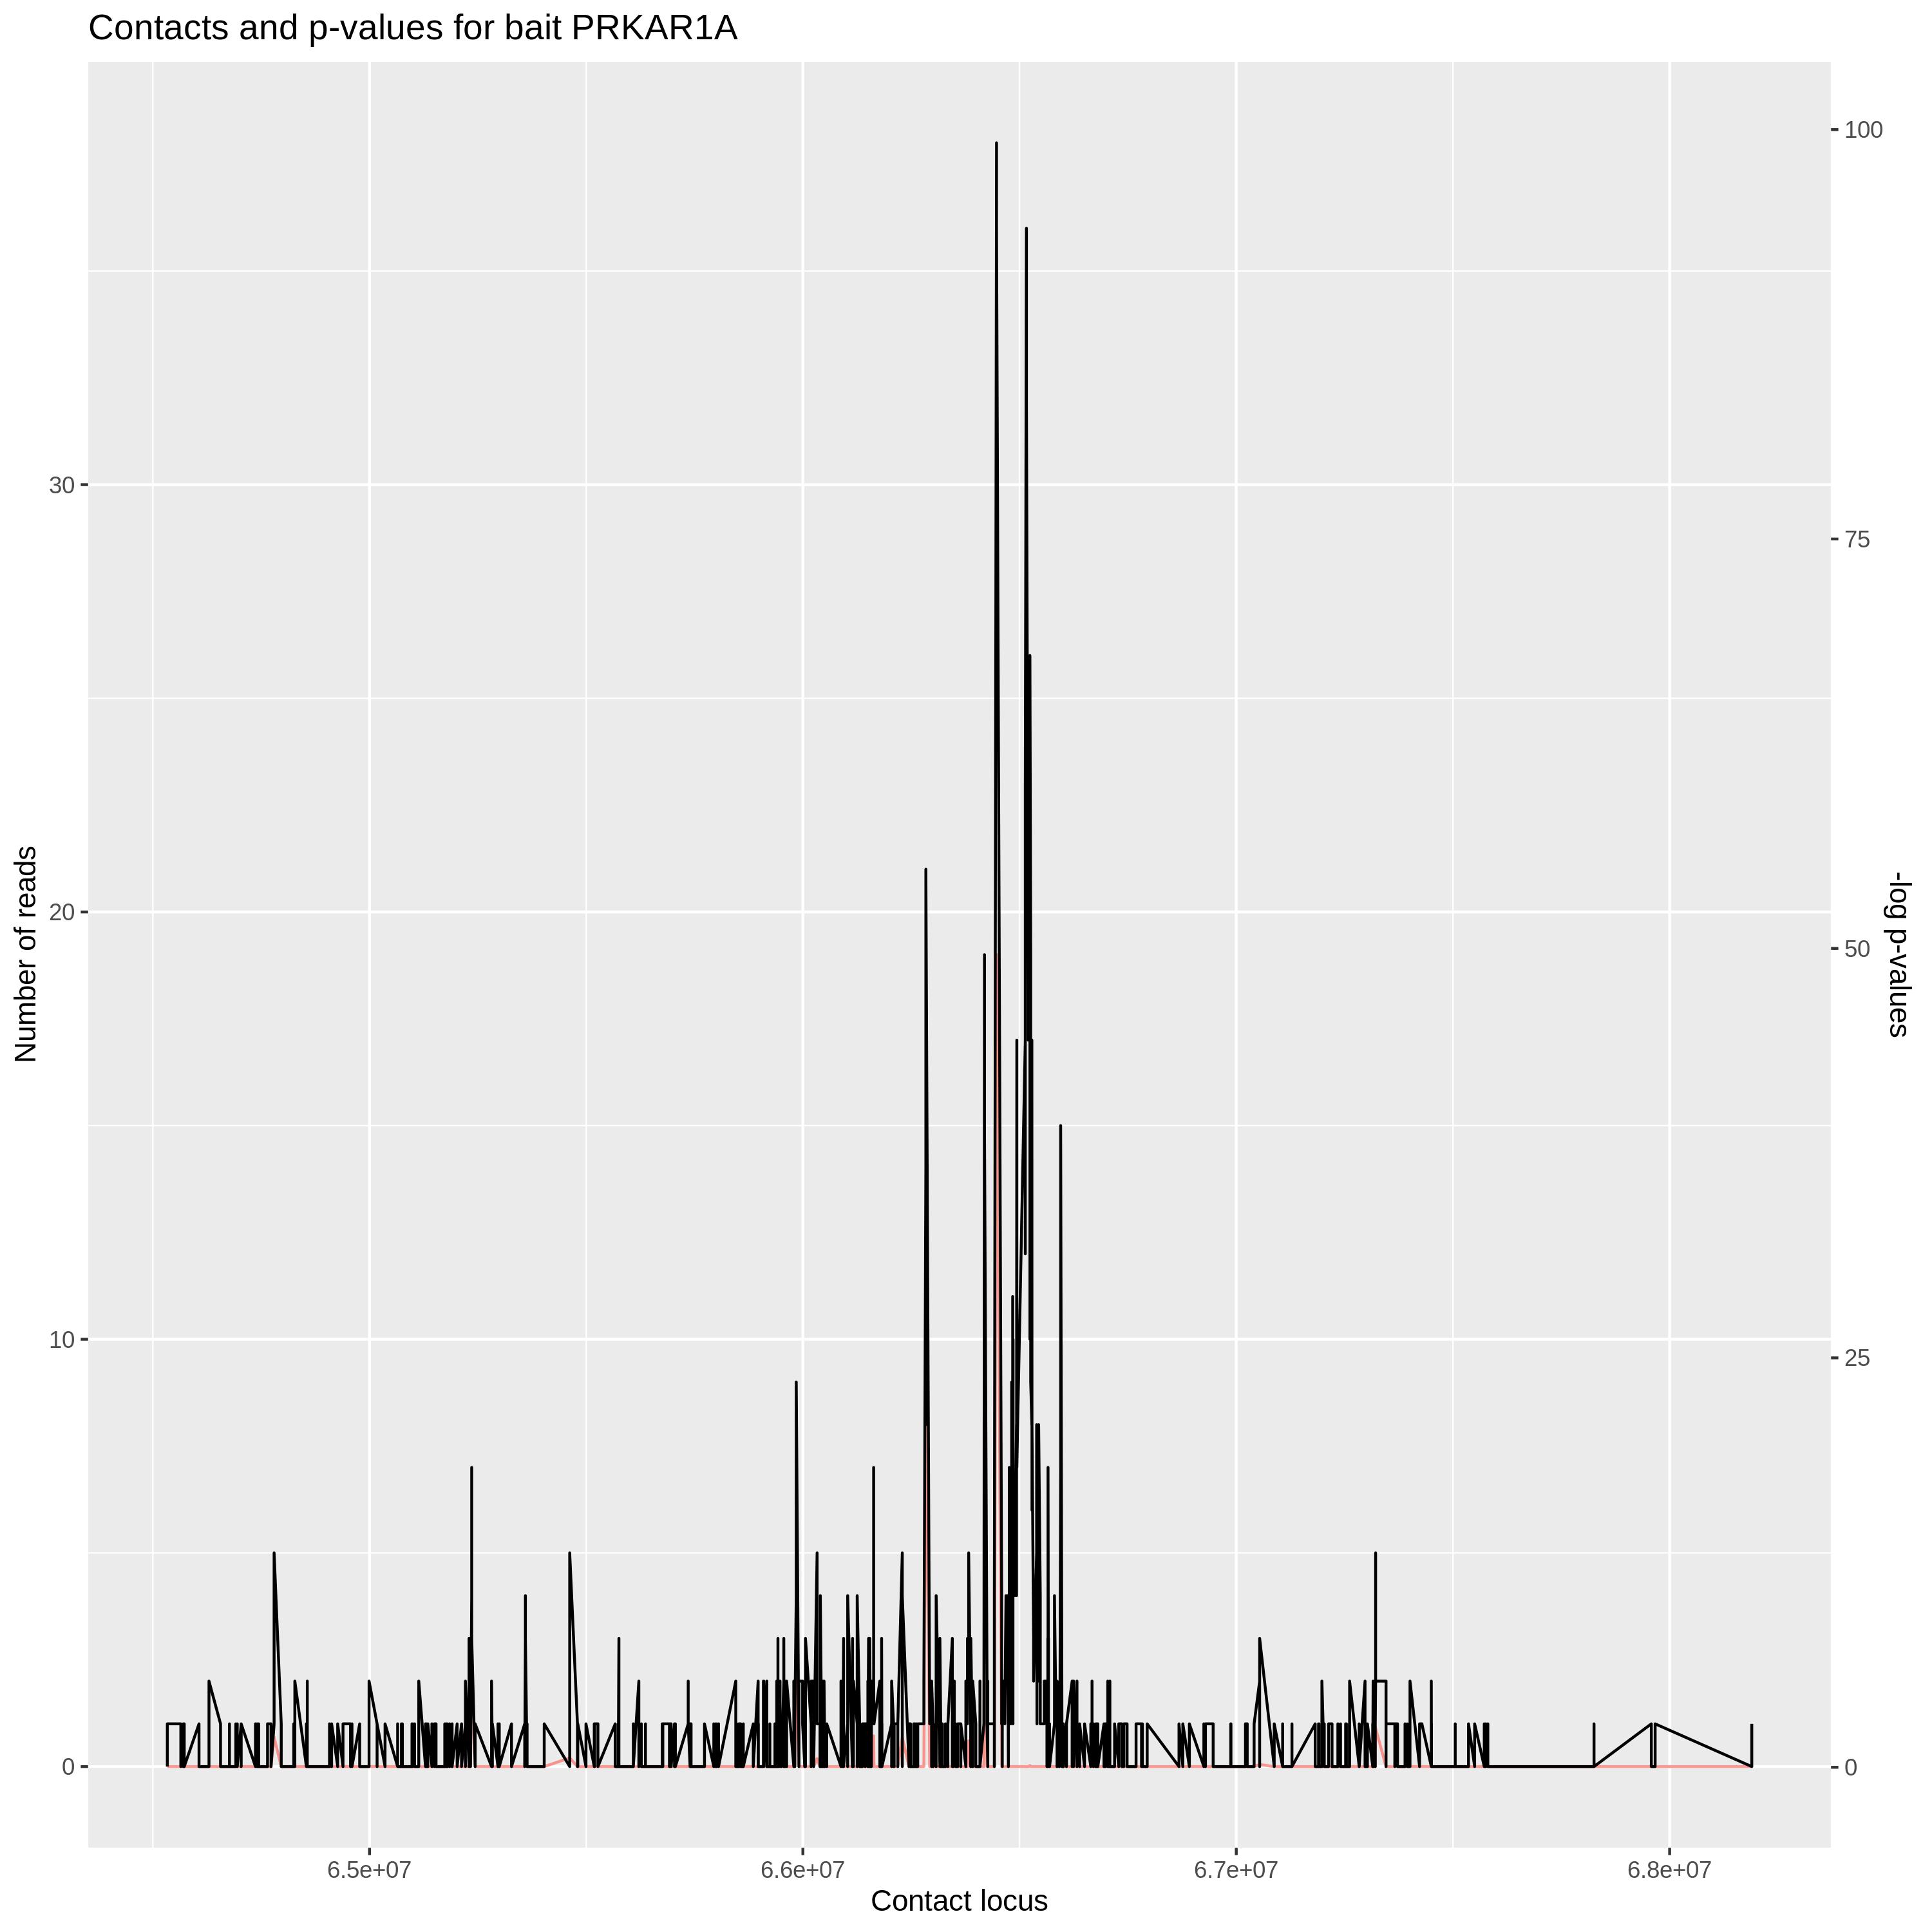 Contacts and p-values for bait PRKAR1A
100
30
75
20
50
10
25
0
0
Number of reads
-log p-values
6.5e+07 6.6e+07 6.7e+07 6.8e+07
Contact locus